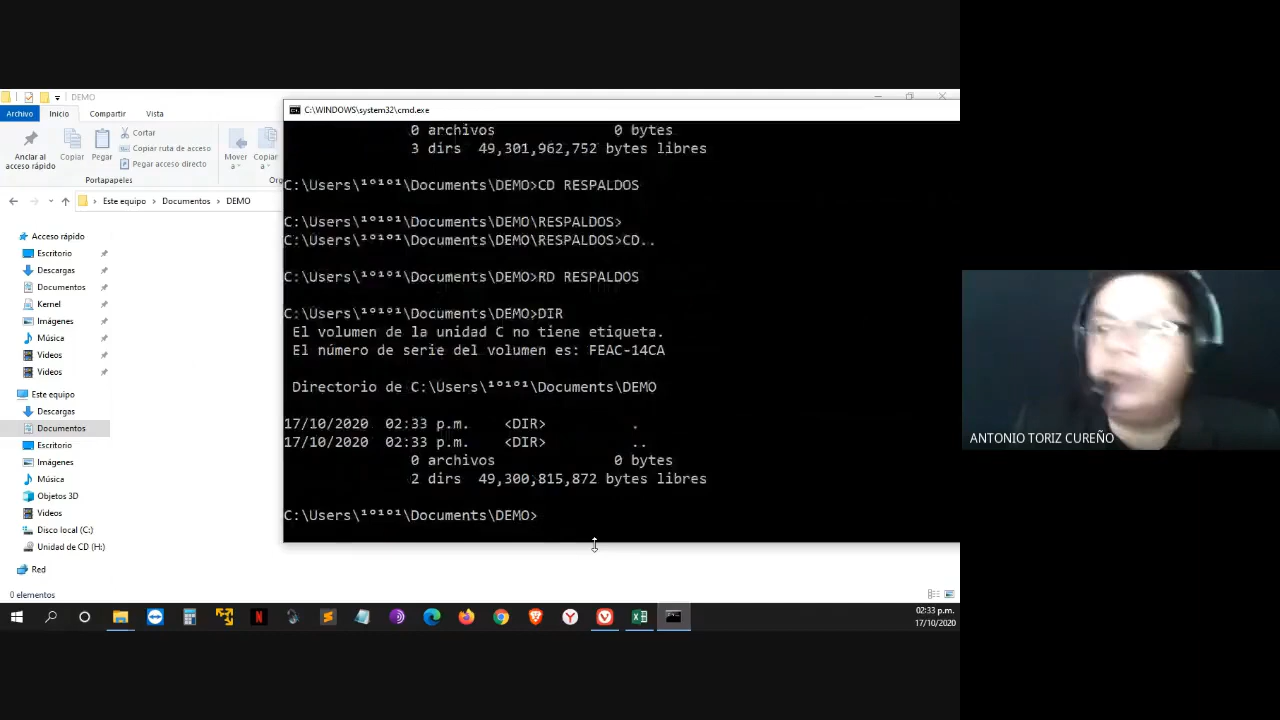 DEMO
Archivo Inicio Compartir Vista
Anclar al acceso rápido
Copiar
Pegar
Cortar
Copiar ruta de acceso
Pegar acceso directo
Mover a
Copiar a
Portapapeles
Org
Este equipo > Documentos > DEMO
Acceso rápido
Escritorio
Descargas
Documentos
Kernel
Imágenes
Música
Videos
Videos
Este equipo
Descargas
Documentos
Escritorio
Imágenes
Música
Objetos 3D
Videos
Disco local (C:)
Unidad de CD (H:)
Red
0 elementos
C:\WINDOWS\system32\cmd.exe
0 archivos 0 bytes
3 dirs 49,301,962,752 bytes libres
C:\Users\¹º¹º¹\Documents\DEMO>CD RESPALDOS
C:\Users\¹º¹º¹\Documents\DEMO\RESPALDOS>
C:\Users\¹º¹º¹\Documents\DEMO\RESPALDOS>CD..
C:\Users\¹º¹º¹\Documents\DEMO>RD RESPALDOS
C:\Users\¹º¹º¹\Documents\DEMO>DIR
El volumen de la unidad C no tiene etiqueta.
El número de serie del volumen es: FEAC-14CA
Directorio de C:\Users\¹º¹º¹\Documents\DEMO
17/10/2020 02:33 p.m. <DIR> .
17/10/2020 02:33 p.m. <DIR> ..
0 archivos 0 bytes
2 dirs 49,300,815,872 bytes libres
C:\Users\¹º¹º¹\Documents\DEMO>
ANTONIO TORIZ CUREÑO
02:33 p.m.
17/10/2020